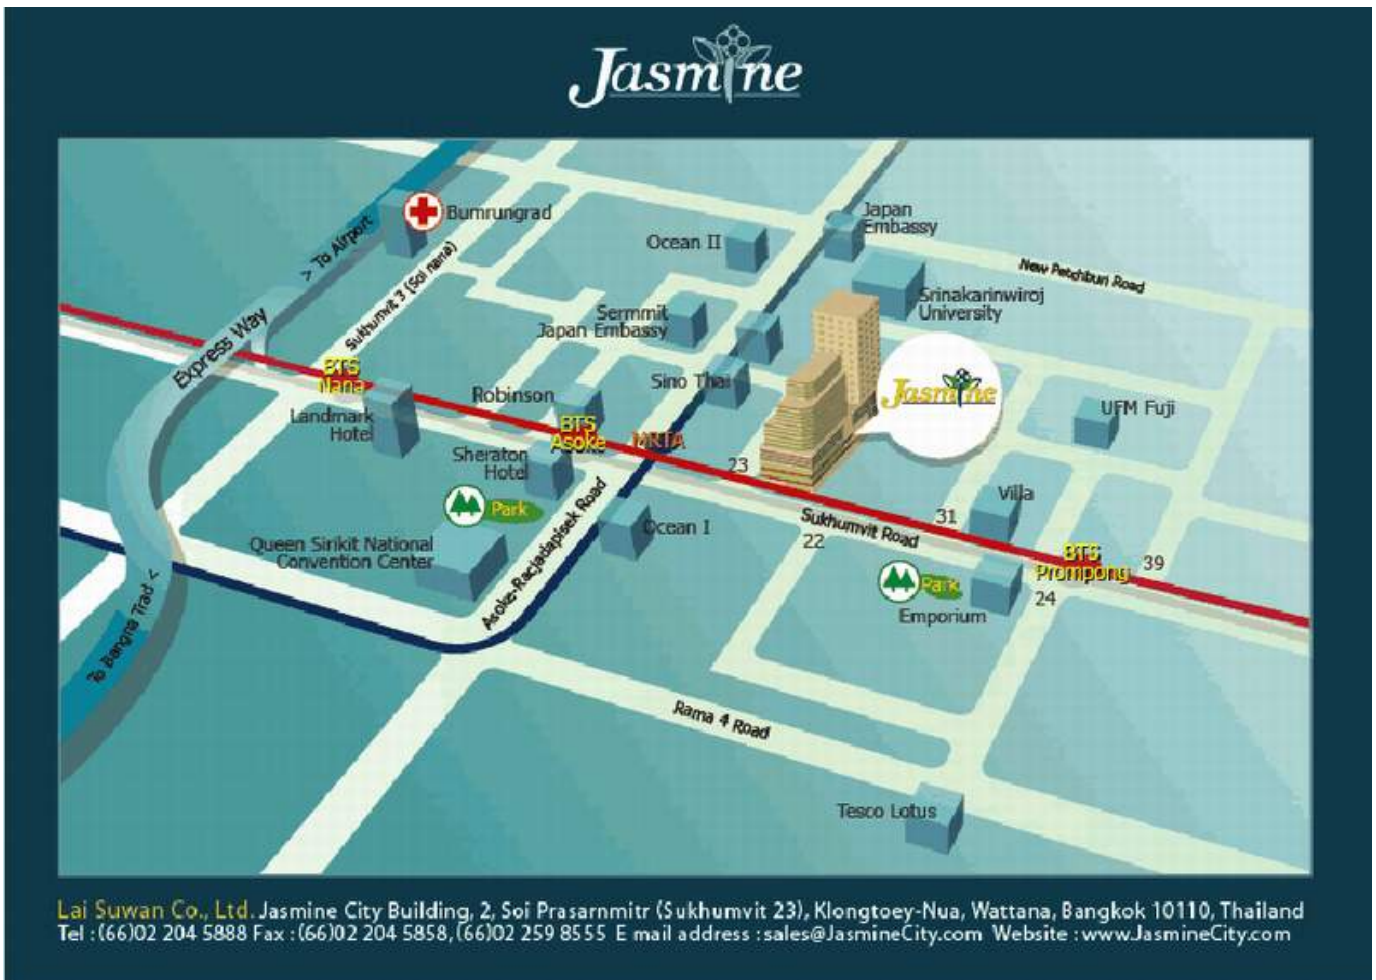 Jasmine
Bumrungrad
Japan
Embassy
Ocean II
> To Airport
Sukhumvit 3 (Soi nana)
New Petchburi Road
Srinakarinwiroj
University
Sermmit
Japan Embassy
Express Way
BTS
Nana
Sino Thai
Jasmine
Robinson
UFM Fuji
Landmark
Hotel
BTS
Asoke
MRTA
Sheraton
Hotel
23
Villa
Park
Asoke-Racjadapisek Road
Ocean I
Sukhumvit Road
31
22
Queen Sirikit National
Convention Center
BTS
Prompong
39
Park
24
Emporium
To Bangna Trad <
Rama 4 Road
Tesco Lotus
Lai Suwan Co., Ltd. Jasmine City Building, 2, Soi Prasarnmitr (Sukhumvit 23), Klongtoey-Nua, Wattana, Bangkok 10110, Thailand
Tel :(66)02 204 5888 Fax :(66)02 204 5858,(66)02 259 8555 E mail address :sales@JasmineCity.com Website :www.JasmineCity.com